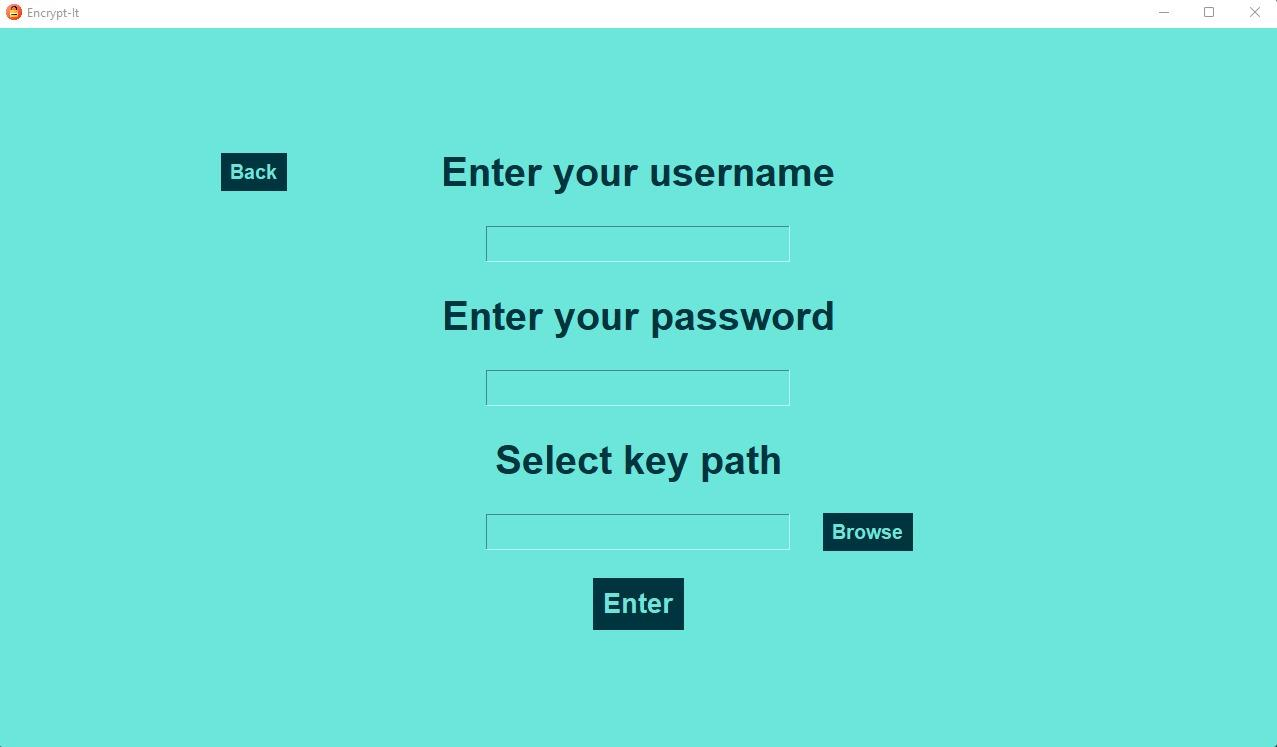 Encrypt-It
Back
Enter your username
Enter your password
Select key path
Browse
Enter